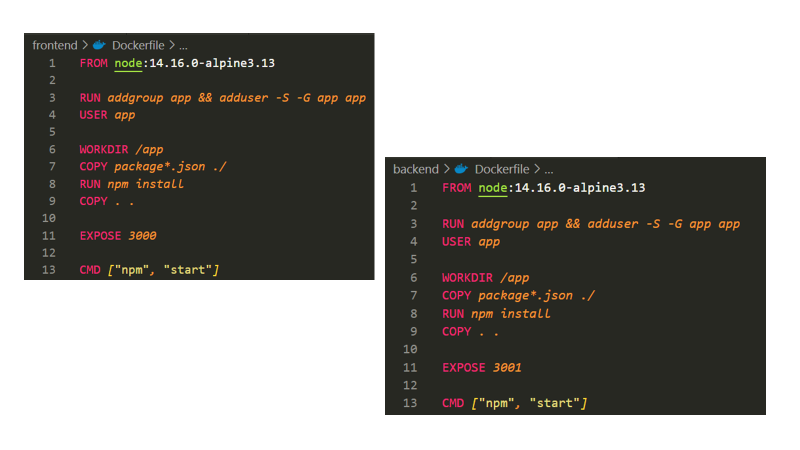 frontend > Dockerfile > ...
1 FROM node:14.16.0-alpine3.13
2
3 RUN addgroup app && adduser -S -G app app
4 USER app
5
6 WORKDIR /app
7 COPY package*.json ./
8 RUN npm install
9 COPY . .
10
11 EXPOSE 3000
12
13 CMD ["npm", "start"]
backend > Dockerfile > ...
1 FROM node:14.16.0-alpine3.13
2
3 RUN addgroup app && adduser -S -G app app
4 USER app
5
6 WORKDIR /app
7 COPY package*.json ./
8 RUN npm install
9 COPY . .
10
11 EXPOSE 3001
12
13 CMD ["npm", "start"]